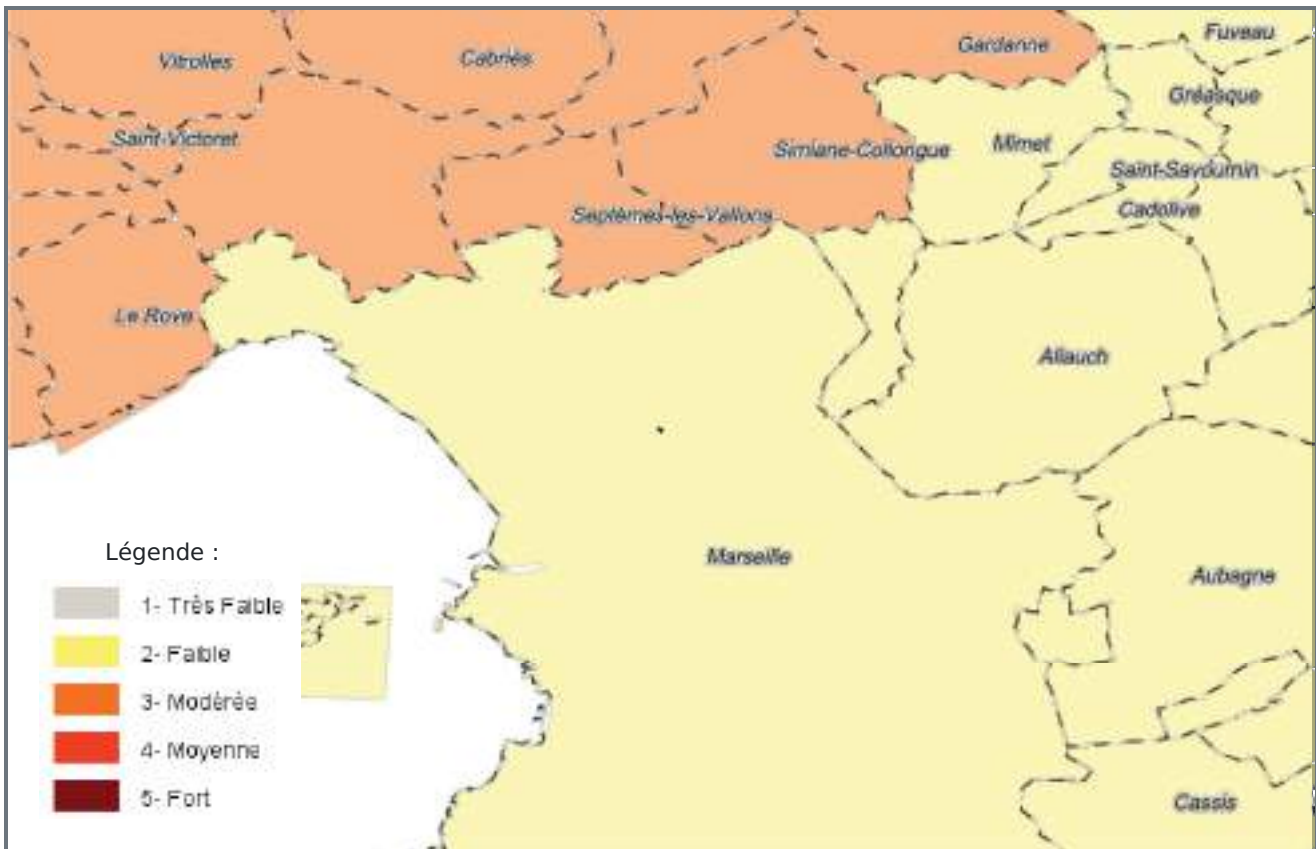 Fuveau
Gardanne
Vitrolles
Cabriès
Gréasque
Saint-Victoret
Simiane-Collongue
Mimet
Saint-Savournin
Septèmes-les-Vallons
Cadolive
Le Rove
Allauch
Marseille
Aubagne
Cassis
Légende :
1- Très Faible
2- Faible
3- Modérée
4- Moyenne
5- Fort